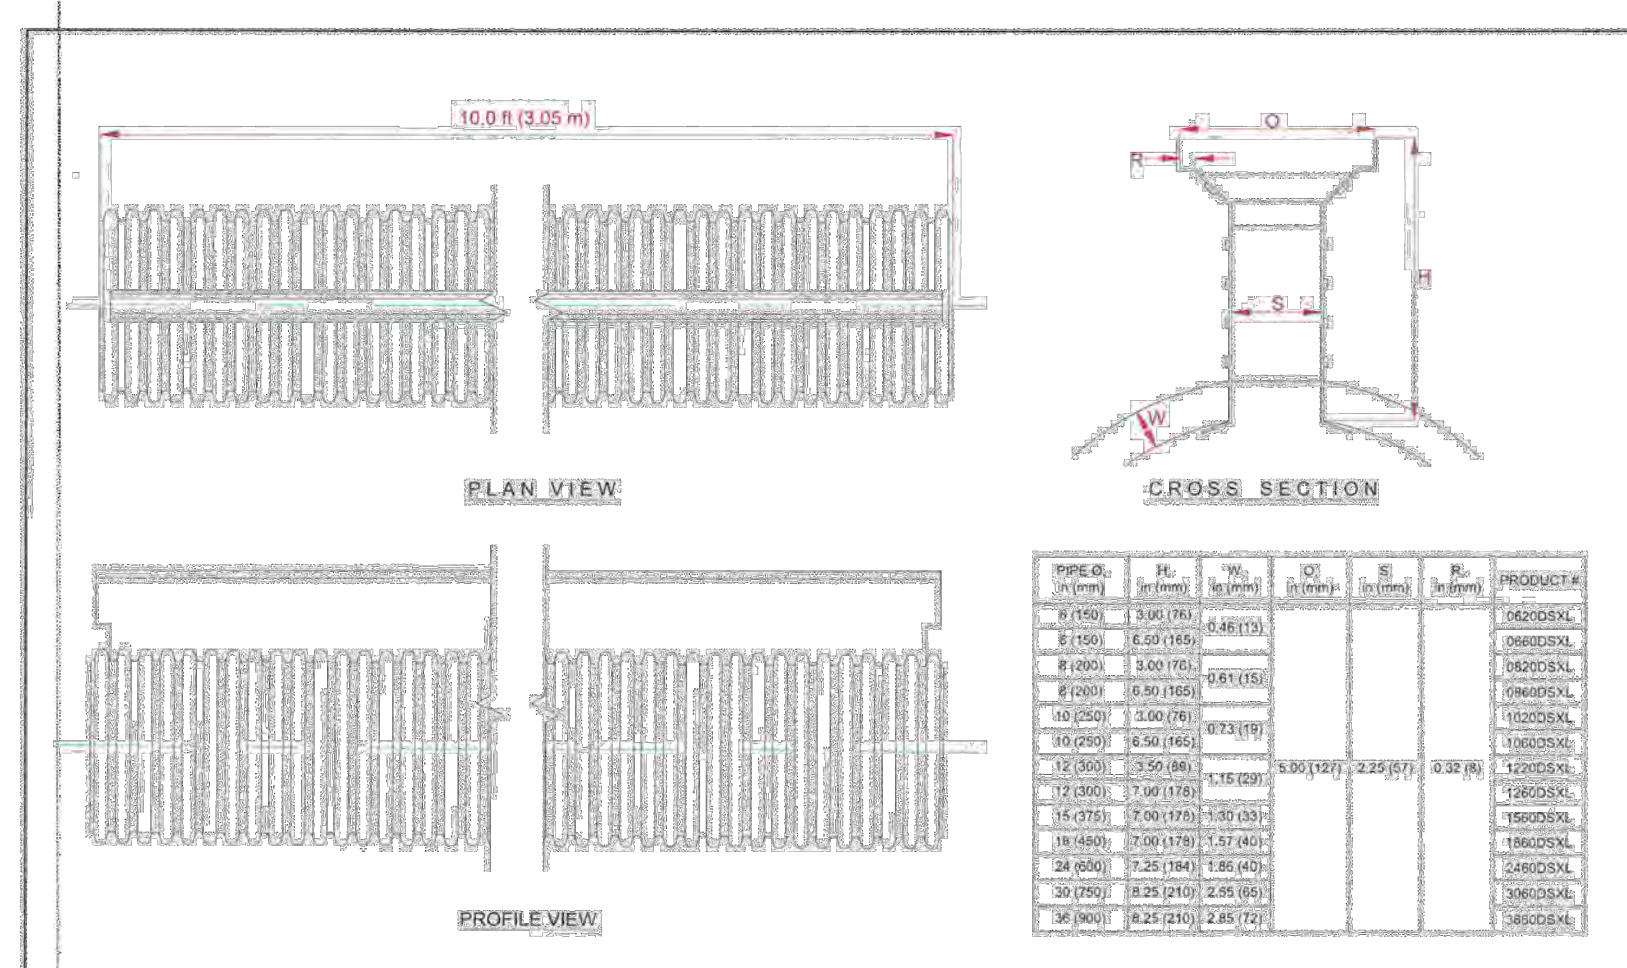 10.0 ft (3.05 m)
O
R
H
S
W
PLAN VIEW
CROSS SECTION
PIPE Ø in (mm) H in (mm) W in (mm) O in (mm) S in (mm) R in (mm) PRODUCT #
6 (150) 3.00 (76) 0.46 (13) 0620DSXL
6 (150) 6.50 (165) 0660DSXL
8 (200) 3.00 (76) 0.61 (15) 0820DSXL
8 (200) 6.50 (165) 0860DSXL
10 (250) 3.00 (76) 0.73 (19) 1020DSXL
10 (250) 6.50 (165) 1060DSXL
12 (300) 3.50 (89) 1.15 (29) 5.00 (127) 2.25 (57) 0.32 (8) 1220DSXL
12 (300) 7.00 (178) 1260DSXL
15 (375) 7.00 (178) 1.30 (33) 1560DSXL
18 (450) 7.00 (178) 1.57 (40) 1860DSXL
24 (600) 7.25 (184) 1.86 (40) 2460DSXL
30 (750) 8.25 (210) 2.55 (65) 3060DSXL
36 (900) 8.25 (210) 2.85 (72) 3660DSXL
PROFILE VIEW